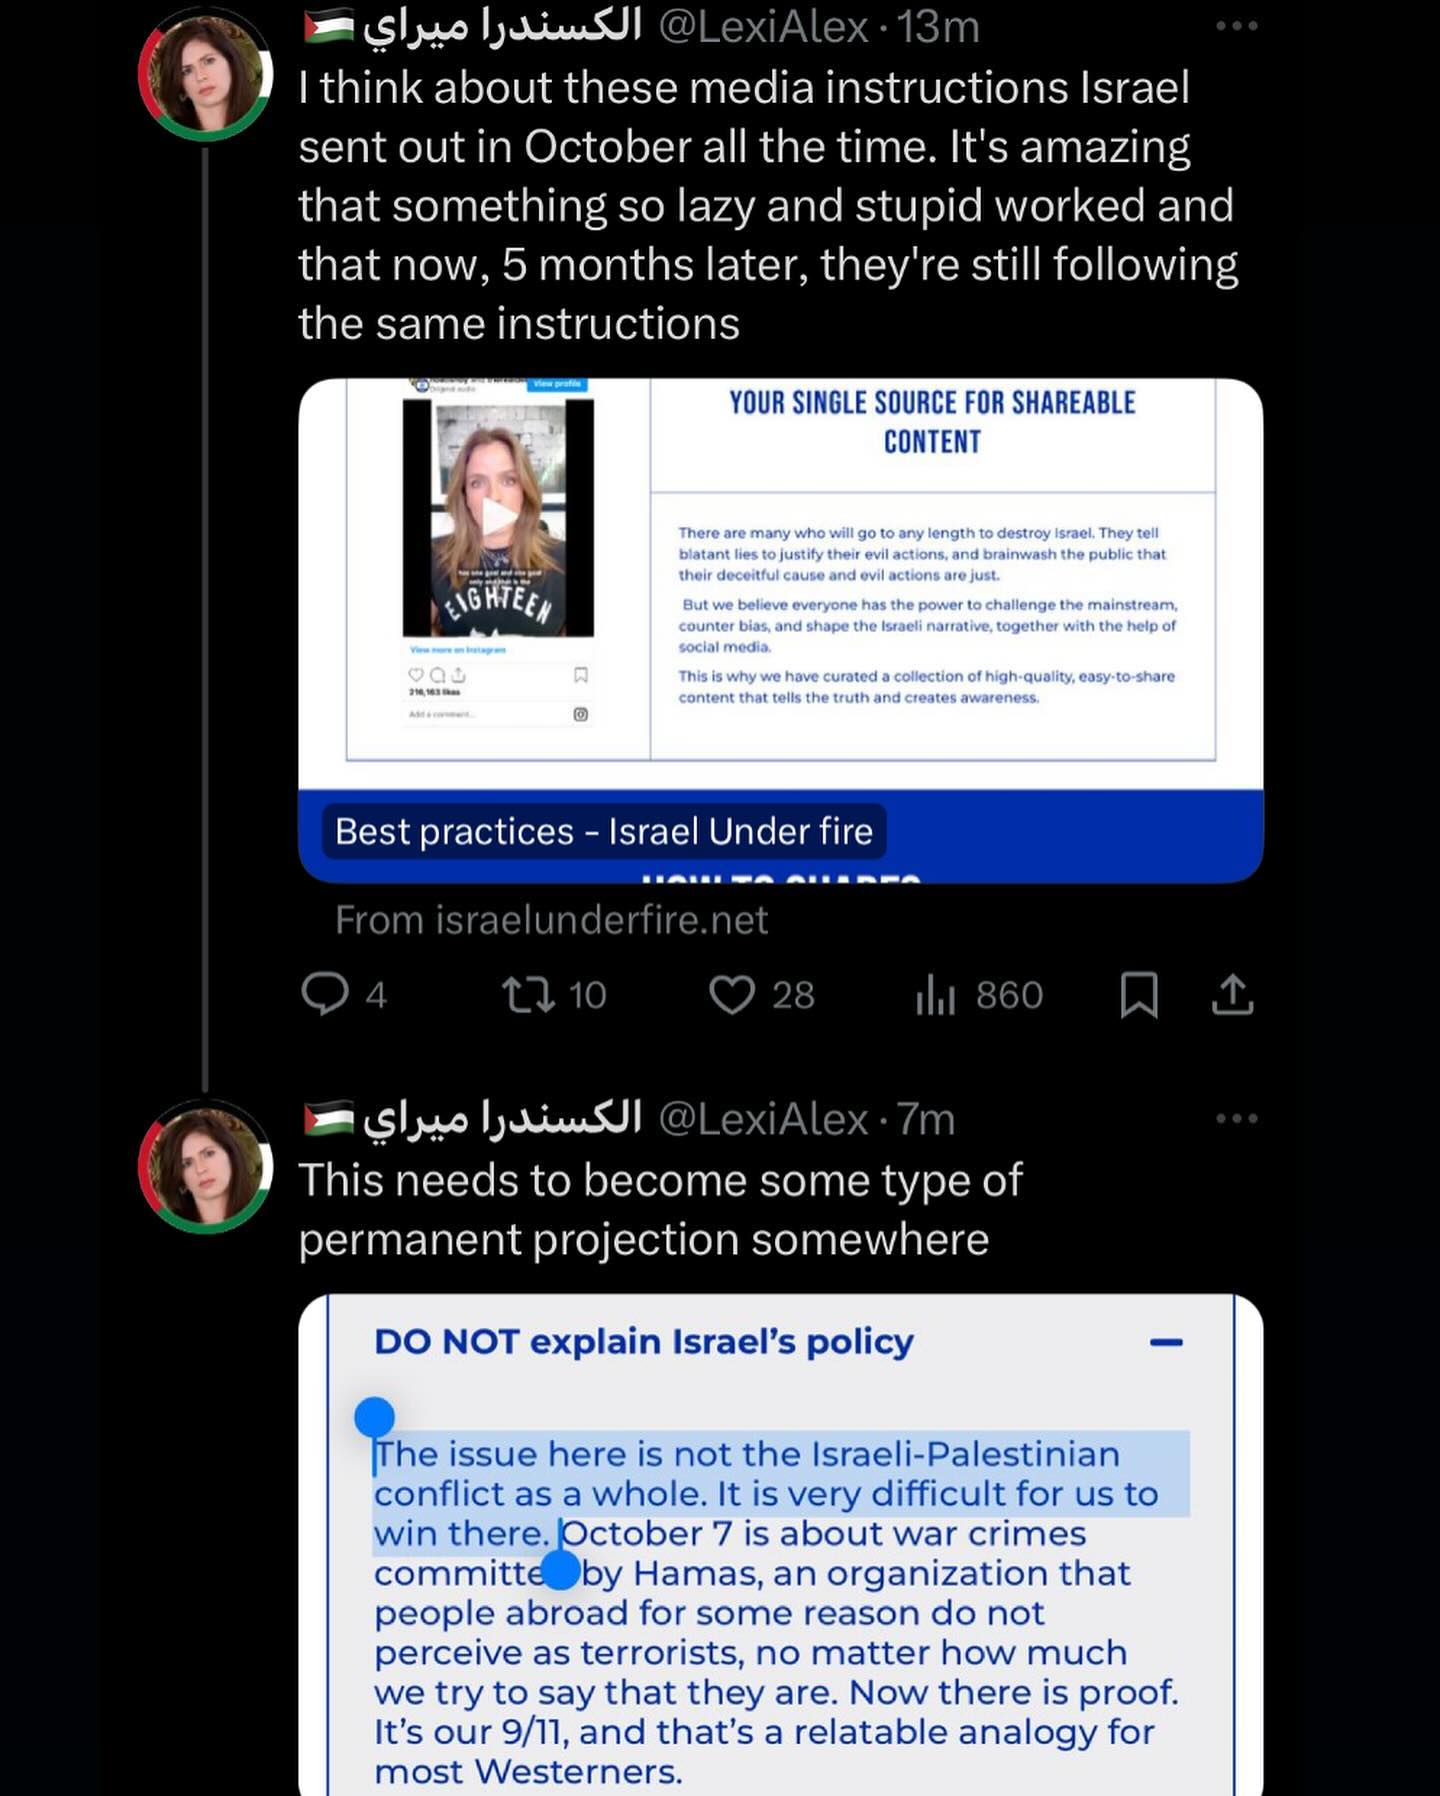 الكسندرا ميراي🇵🇸 @LexiAlex · 13m
I think about these media instructions Israel
sent out in October all the time. It's amazing
that something so lazy and stupid worked and
that now, 5 months later, they're still following
the same instructions
View profile
Original audio
YOUR SINGLE SOURCE FOR SHAREABLE
CONTENT
There are many who will go to any length to destroy Israel. They tell
blatant lies to justify their evil actions, and brainwash the public that
their deceitful cause and evil actions are just.
But we believe everyone has the power to challenge the mainstream,
counter bias, and shape the Israeli narrative, together with the help of
social media.
This is why we have curated a collection of high-quality, easy-to-share
content that tells the truth and creates awareness.
EIGHTEEN
View more on Instagram
216,163 likes
Add a comment...
Best practices - Israel Under fire
From israelunderfire.net
4 10 28 860
الكسندرا ميراي🇵🇸 @LexiAlex · 7m
This needs to become some type of
permanent projection somewhere
DO NOT explain Israel's policy
The issue here is not the Israeli-Palestinian
conflict as a whole. It is very difficult for us to
win there. October 7 is about war crimes
committe by Hamas, an organization that
people abroad for some reason do not
perceive as terrorists, no matter how much
we try to say that they are. Now there is proof.
It's our 9/11, and that's a relatable analogy for
most Westerners.